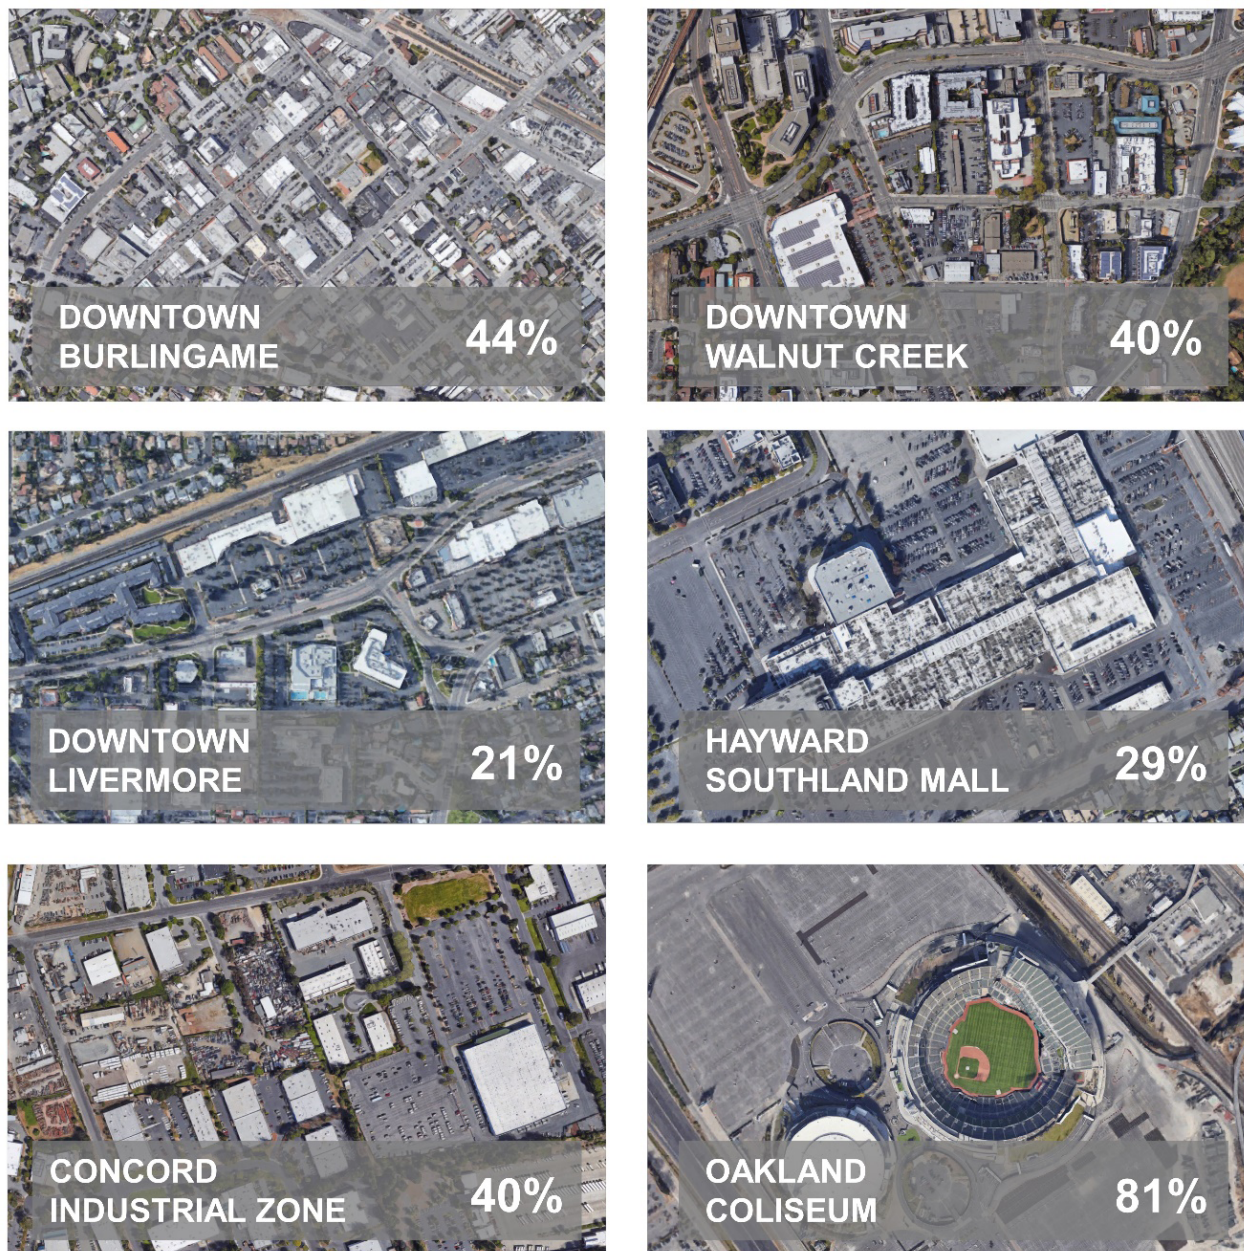 DOWNTOWN
BURLINGAME
44%
DOWNTOWN
WALNUT CREEK
40%
DOWNTOWN
LIVERMORE
21%
HAYWARD
SOUTHLAND MALL
29%
CONCORD
INDUSTRIAL ZONE
40%
OAKLAND
COLISEUM
81%